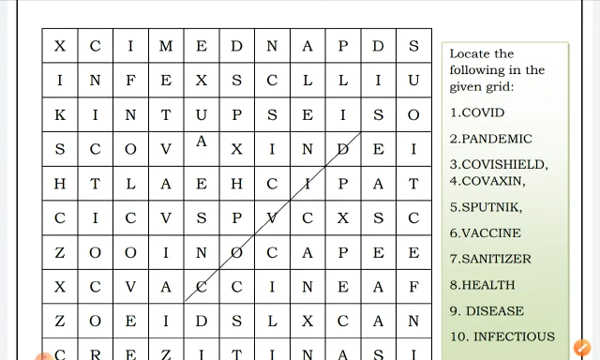 X C I M E D N A P D S
I N F E X S C L L I U
K I N T U P S E I S O
S C O V A X I N D E I
H T L A E H C I P A T
C I C V S P V C X S C
Z O O I N O C A P E E
X C V A C C I N E A F
Z O E I D S L X C A N
C R E Z I T I N A S I
Locate the
following in the
given grid:
1.COVID
2.PANDEMIC
3.COVISHIELD,
4.COVAXIN,
5.SPUTNIK,
6.VACCINE
7.SANITIZER
8.HEALTH
9. DISEASE
10. INFECTIOUS